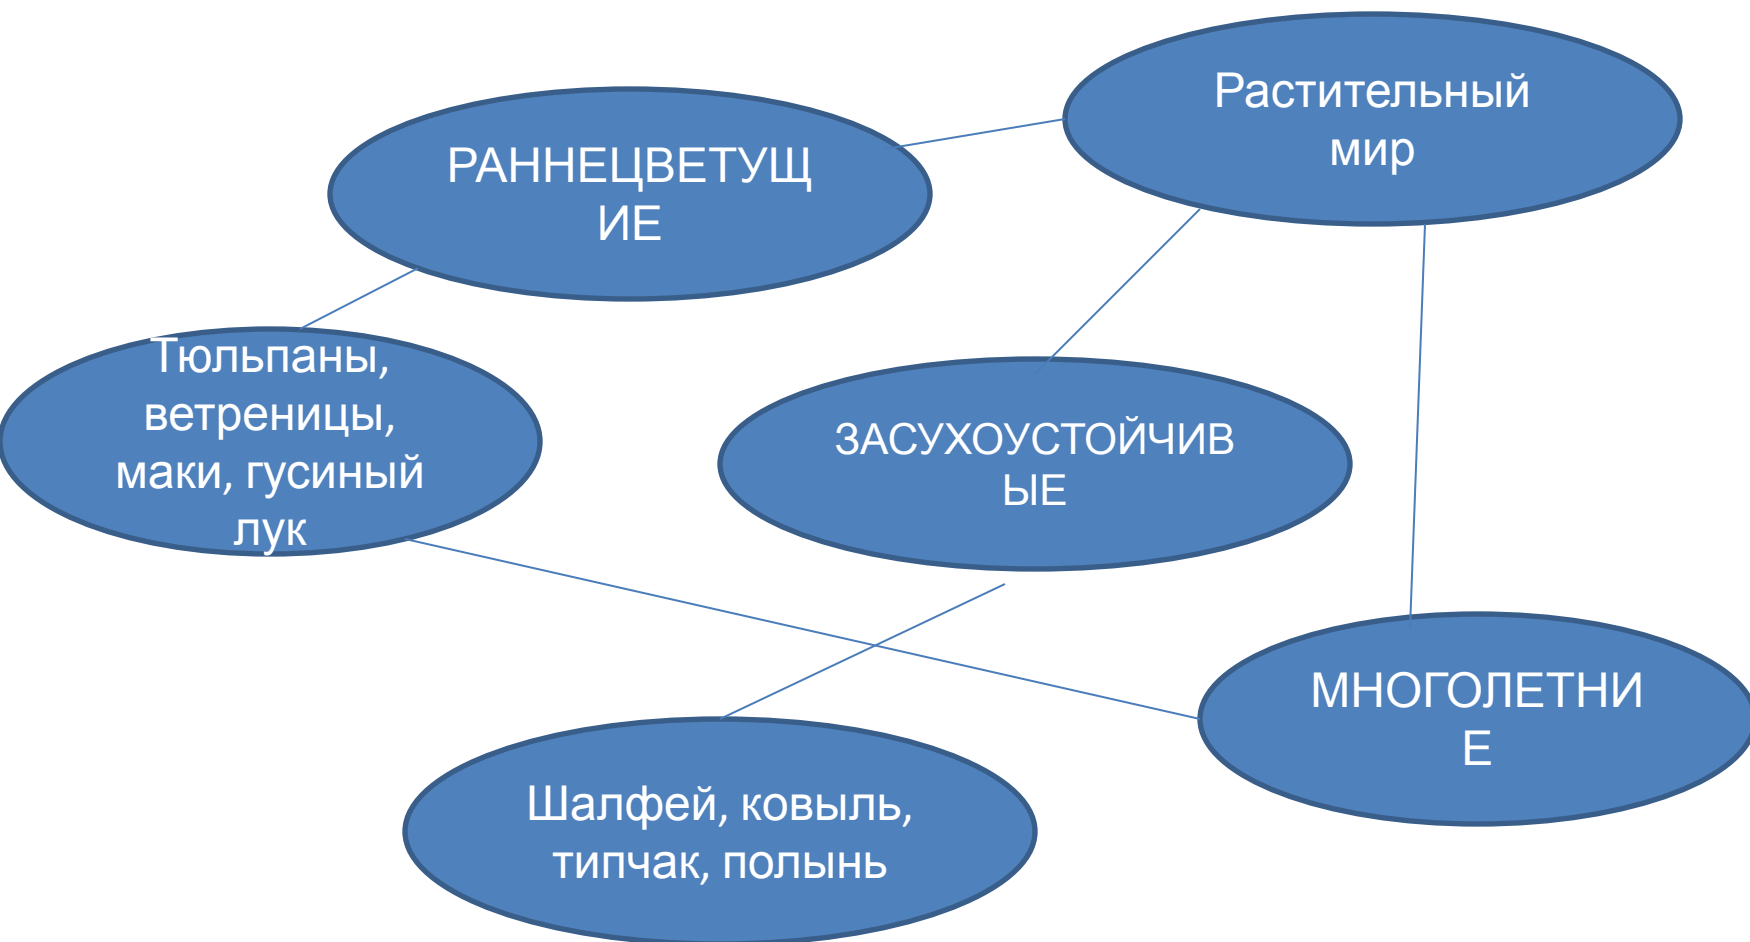 Растительный
мир
РАННЕЦВЕТУЩ
ИЕ
Тюльпаны,
ветреницы,
маки, гусиный
лук
ЗАСУХОУСТОЙЧИВ
ЫЕ
МНОГОЛЕТНИ
Е
Шалфей, ковыль,
типчак, полынь